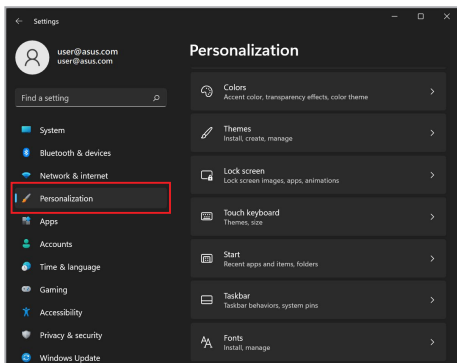 Settings
user@asus.com
user@asus.com
Find a setting
System
Bluetooth & devices
Network & internet
Personalization
Apps
Accounts
Time & language
Gaming
Accessibility
Privacy & security
Windows Update
Personalization
Colors
Accent color, transparency effects, color theme
Themes
Install, create, manage
Lock screen
Lock screen images, apps, animations
Touch keyboard
Themes, size
Start
Recent apps and items, folders
Taskbar
Taskbar behaviors, system pins
Fonts
Install, manage